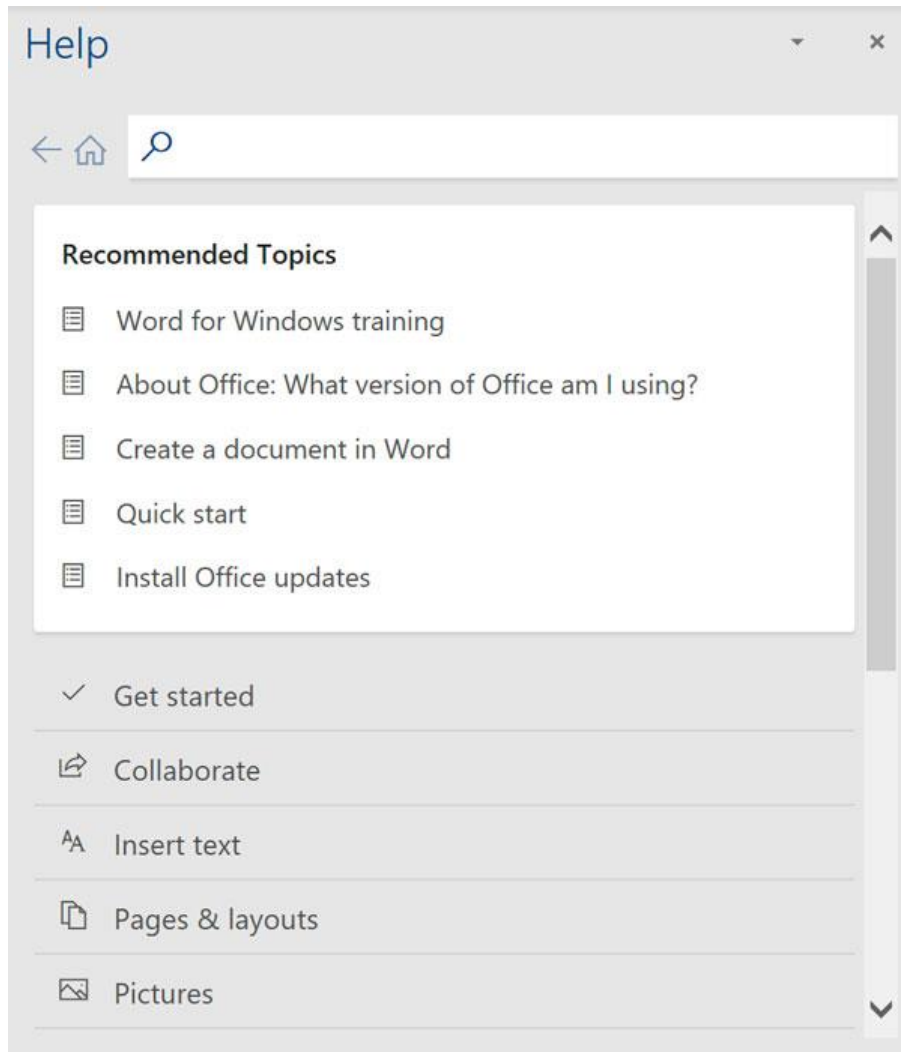 Help
Recommended Topics
Word for Windows training
About Office: What version of Office am I using?
Create a document in Word
Quick start
Install Office updates
Get started
Collaborate
Insert text
Pages & layouts
Pictures